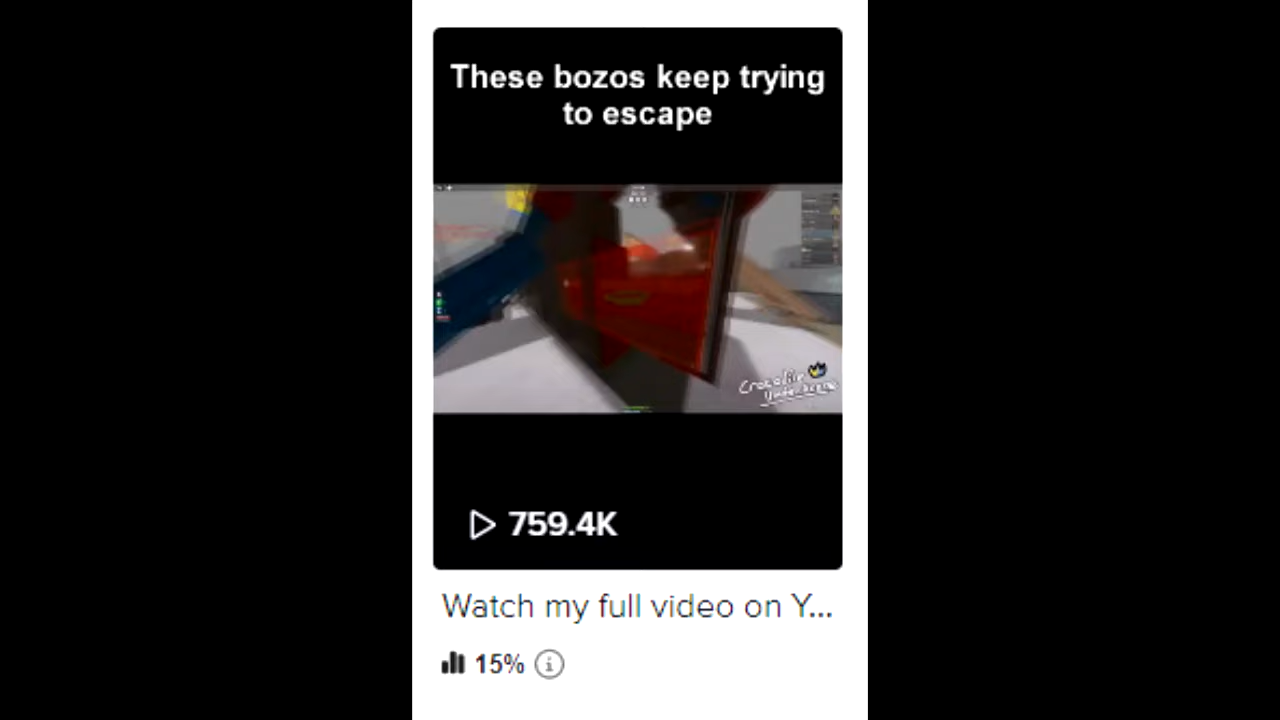 These bozos keep trying
to escape
759.4K
Watch my full video on Y...
15%